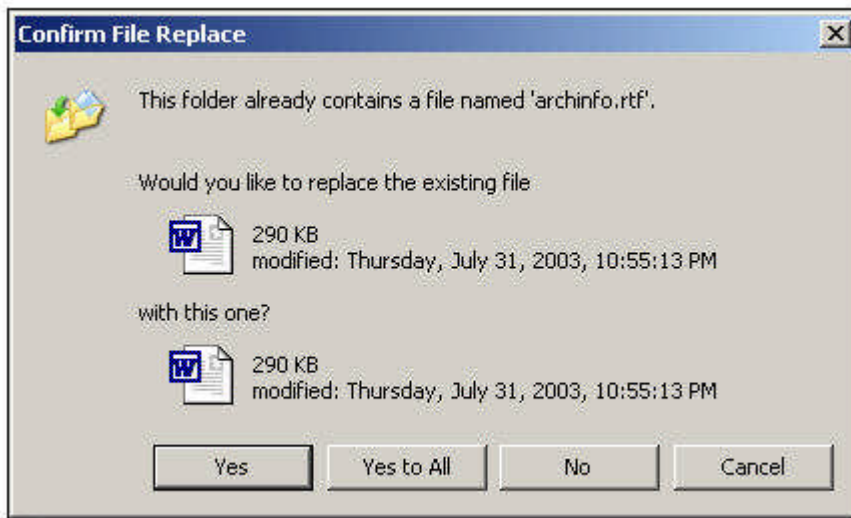 Confirm File Replace
This folder already contains a file named 'archinfo.rtf'.
Would you like to replace the existing file
290 KB
modified: Thursday, July 31, 2003, 10:55:13 PM
with this one?
290 KB
modified: Thursday, July 31, 2003, 10:55:13 PM
Yes
Yes to All
No
Cancel